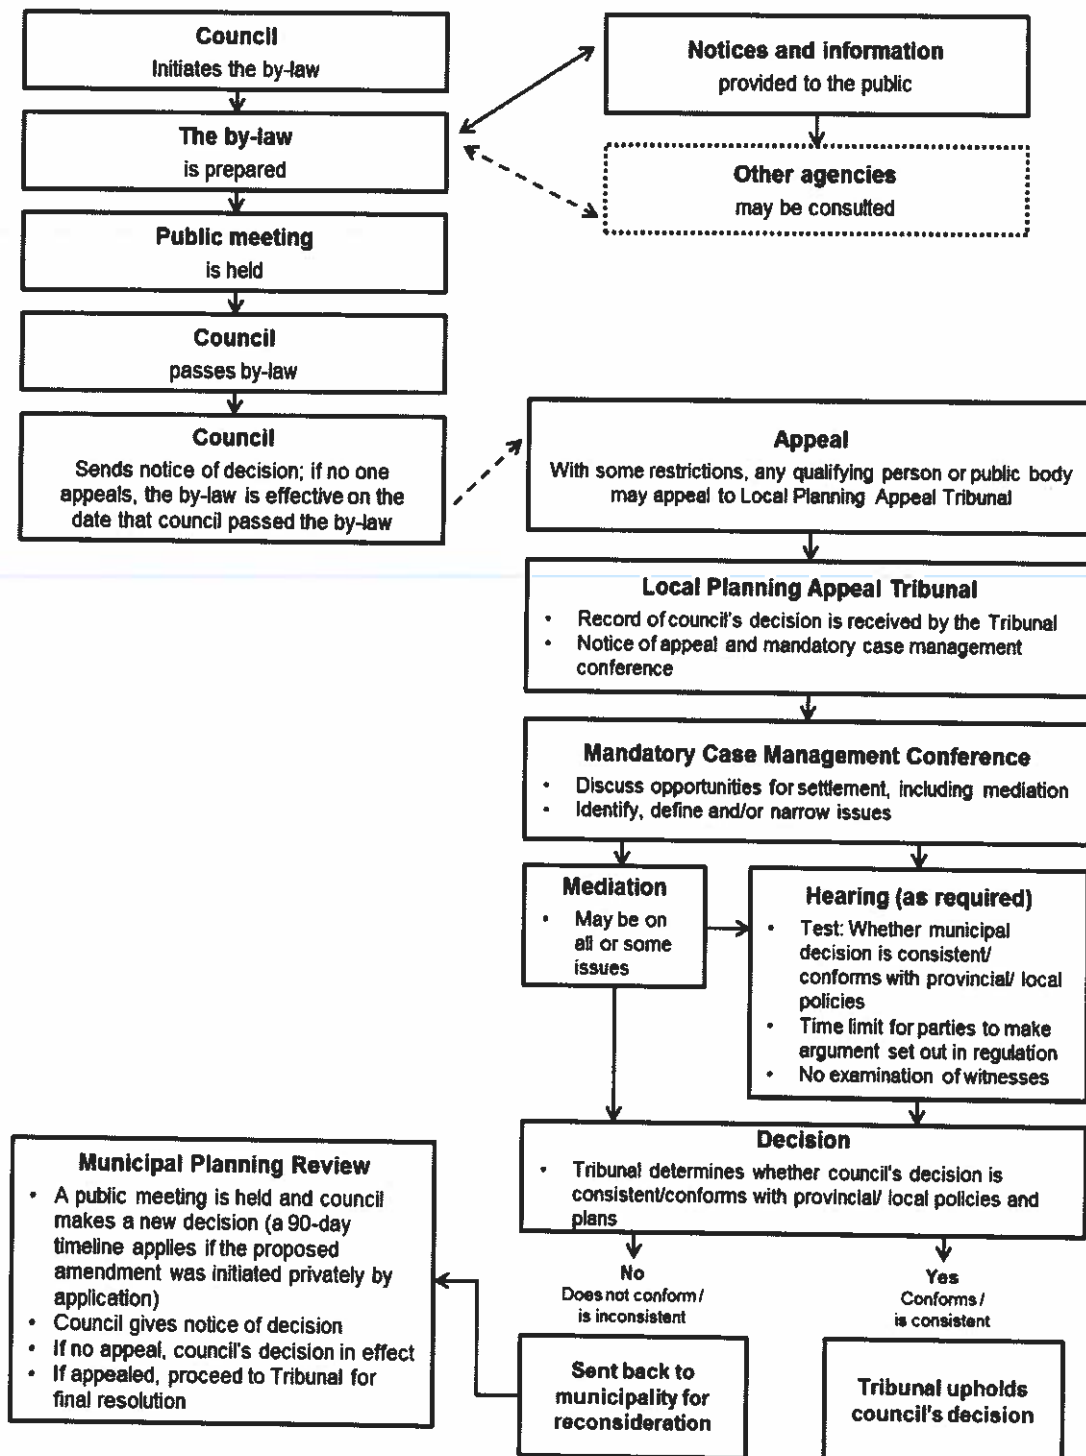 Council
Initiates the by-law
Notices and information
provided to the public
The by-law
is prepared
Other agencies
may be consulted
Public meeting
is held
Council
passes by-law
Council
Sends notice of decision; if no one
appeals, the by-law is effective on the
date that council passed the by-law
Appeal
With some restrictions, any qualifying person or public body
may appeal to Local Planning Appeal Tribunal
Local Planning Appeal Tribunal
• Record of council's decision is received by the Tribunal
• Notice of appeal and mandatory case management
conference
Mandatory Case Management Conference
• Discuss opportunities for settlement, including mediation
• Identify, define and/or narrow issues
Mediation
• May be on
all or some
issues
Hearing (as required)
• Test: Whether municipal
decision is consistent/
conforms with provincial/ local
policies
• Time limit for parties to make
argument set out in regulation
• No examination of witnesses
Decision
• Tribunal determines whether council's decision is
consistent/conforms with provincial/ local policies and
plans
No
Does not conform /
is inconsistent
Yes
Conforms /
is consistent
Sent back to
municipality for
reconsideration
Tribunal upholds
council's decision
Municipal Planning Review
• A public meeting is held and council
makes a new decision (a 90-day
timeline applies if the proposed
amendment was initiated privately by
application)
• Council gives notice of decision
• If no appeal, council's decision in effect
• If appealed, proceed to Tribunal for
final resolution